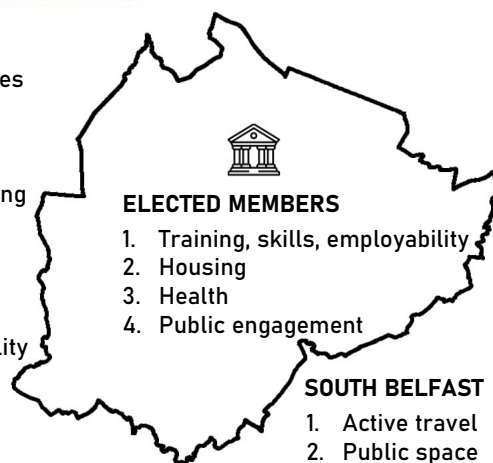 ELECTED MEMBERS
1. Training, skills, employability
2. Housing
3. Health
4. Public engagement
SOUTH BELFAST
1. Active travel
2. Public space